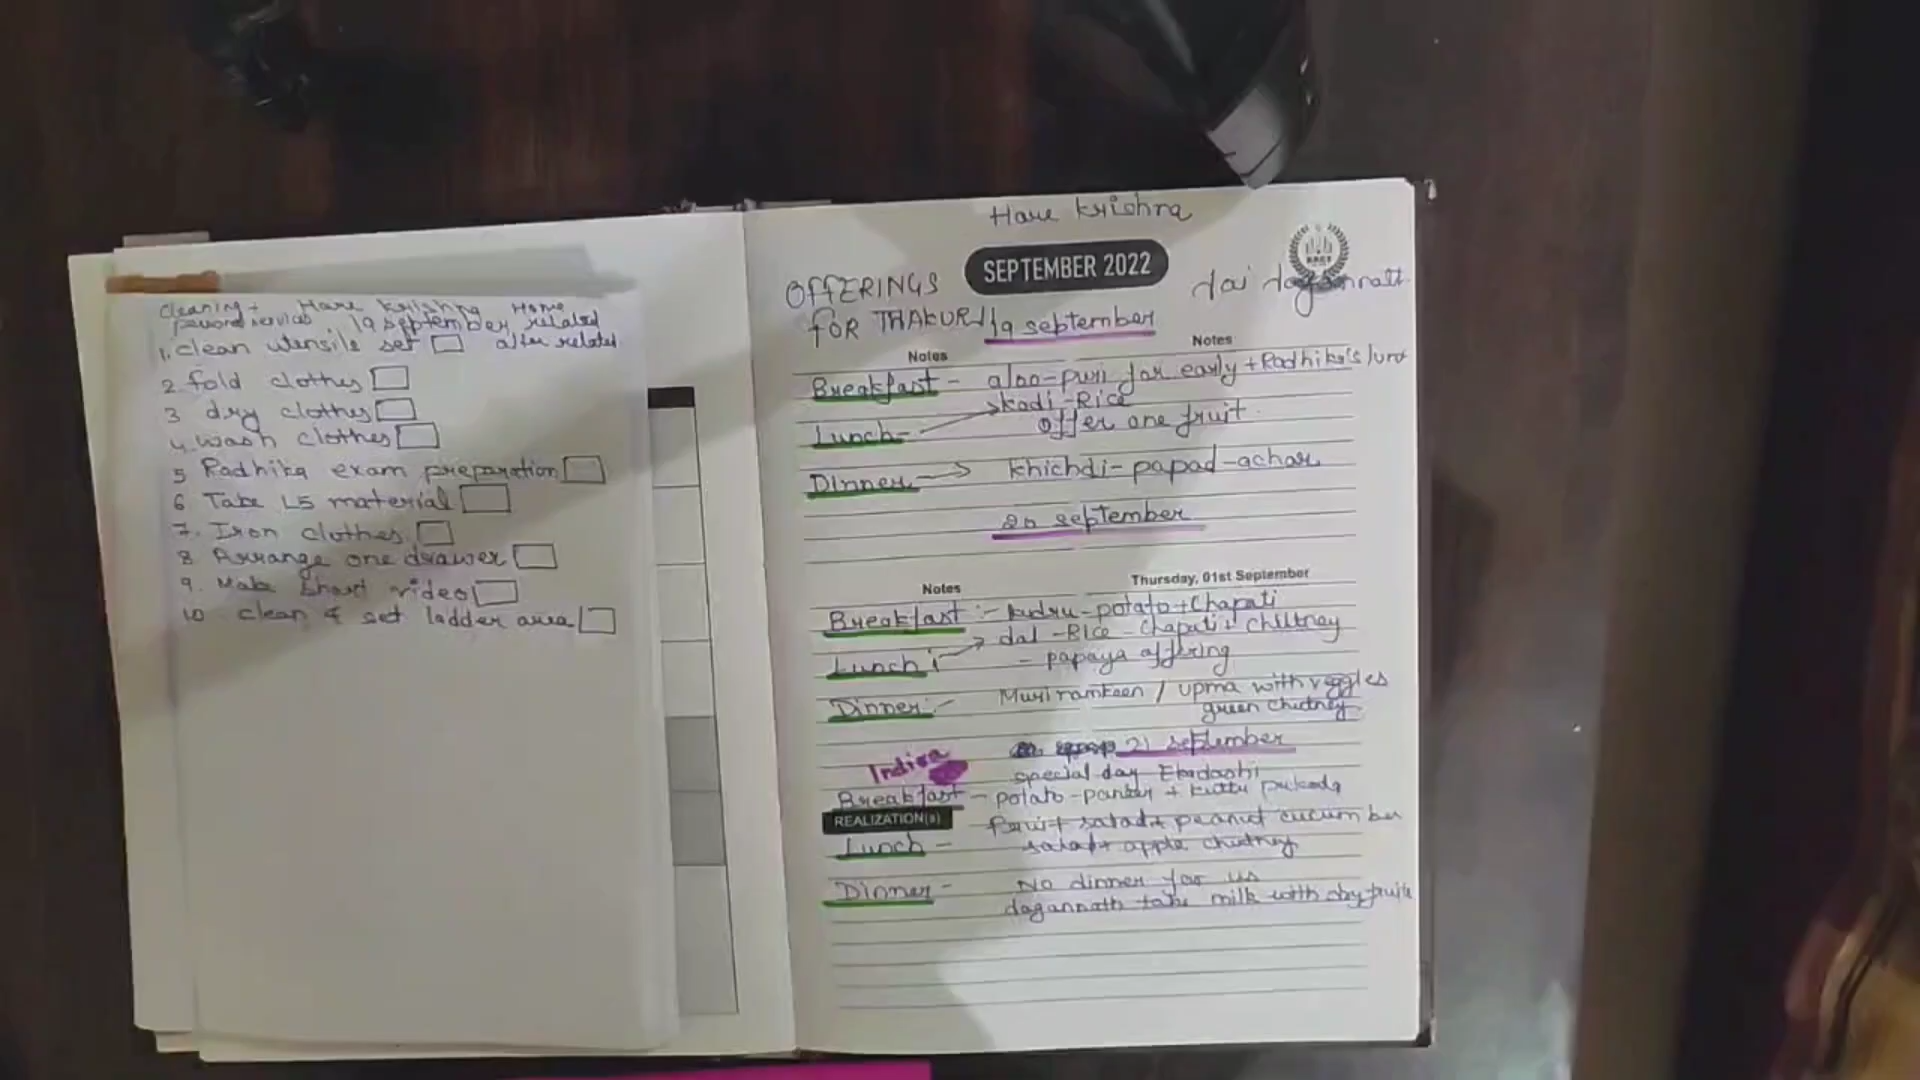 Cleaning + Hare Krishna Home
personal services 19 september related
1. clean utensils set after related
2. fold clothes
3 dry clothes
4. wash clothes
5 Radhika exam preparation
6 Take L5 material
7. Iron clothes
8 Arrange one drawer
9. Make short video
10 clean & set ladder area
Hare Krishna
SEPTEMBER 2022
OFFERINGS Jai Jagannath
FOR THAKURJI 19 september
Notes Notes
Breakfast - aloo-puri for early + Radhika's
Kadi-Rice
Lunch- offer one fruit
Dinner → khichdi-papad-achar
20 september
Notes Thursday, 01st September
Breakfast :- kudru-potato+Chapati
Lunch : → dal-Rice-Chapati+ chutney
- papaya offering
Dinner:- Muri namkeen / upma with veggies
green chutney
21 september
Indira special day Ekadashi
Breakfast - potato-paneer + kuttu pakoda
REALIZATION(s) fruit salad+ peanut cucumber
Lunch - salad+ apple chutney
Dinner- No dinner for us
Jagannath take milk with dryfruits